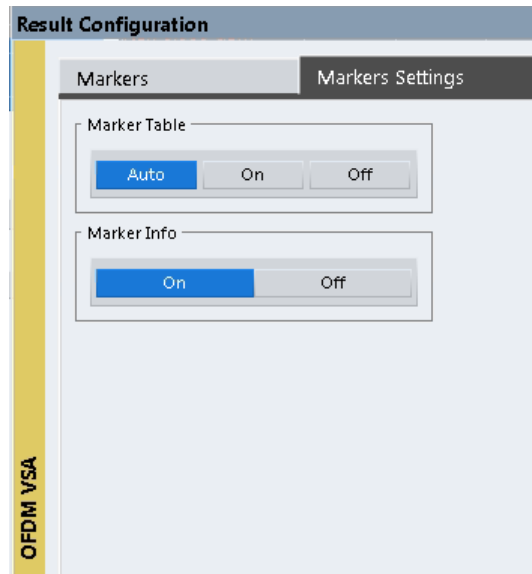 Result Configuration
Markers
Markers Settings
Marker Table
Auto
On
Off
Marker Info
On
Off
OFDM VSA